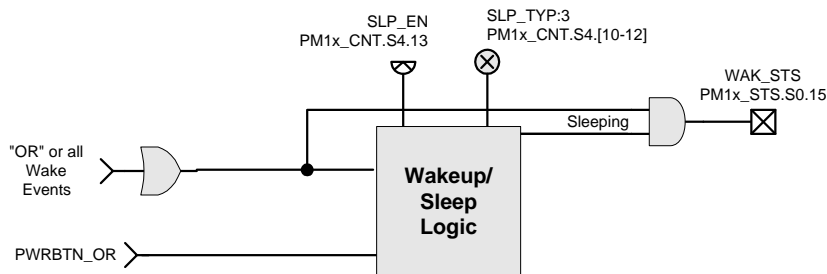 SLP_EN
PM1x_CNT.S4.13
SLP_TYP:3
PM1x_CNT.S4.[10-12]
WAK_STS
PM1x_STS.S0.15
Sleeping
"OR" or all
Wake
Events
Wakeup/
Sleep
Logic
PWRBTN_OR